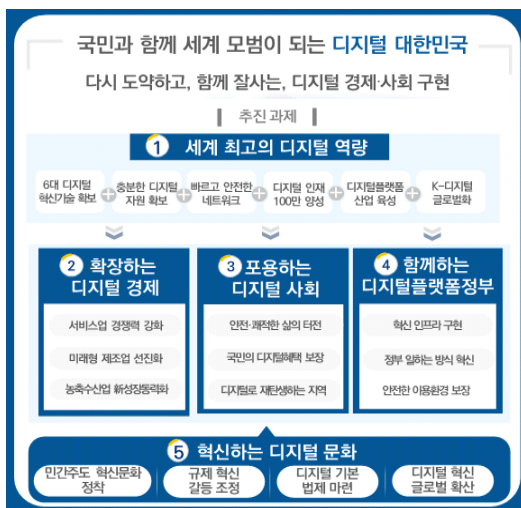 국민과 함께 세계 모범이 되는 디지털 대한민국
다시 도약하고, 함께 잘사는, 디지털 경제·사회 구현
추진 과제
1 세계 최고의 디지털 역량
6대 디지털
혁신기술 확보
충분한 디지털
자원 확보
빠르고 안전한
네트워크
디지털 인재
100만 양성
디지털플랫폼
산업 육성
K-디지털
글로벌화
2 확장하는
디지털 경제
서비스업 경쟁력 강화
미래형 제조업 선진화
농축수산업 新성장동력화
3 포용하는
디지털 사회
안전·쾌적한 삶의 터전
국민의 디지털혜택 보장
디지털로 재탄생하는 지역
4 함께하는
디지털플랫폼정부
혁신 인프라 구현
정부 일하는 방식 혁신
안전한 이용환경 보장
5 혁신하는 디지털 문화
민간주도 혁신문화
정착
규제 혁신
갈등 조정
디지털 기본
법제 마련
디지털 혁신
글로벌 확산